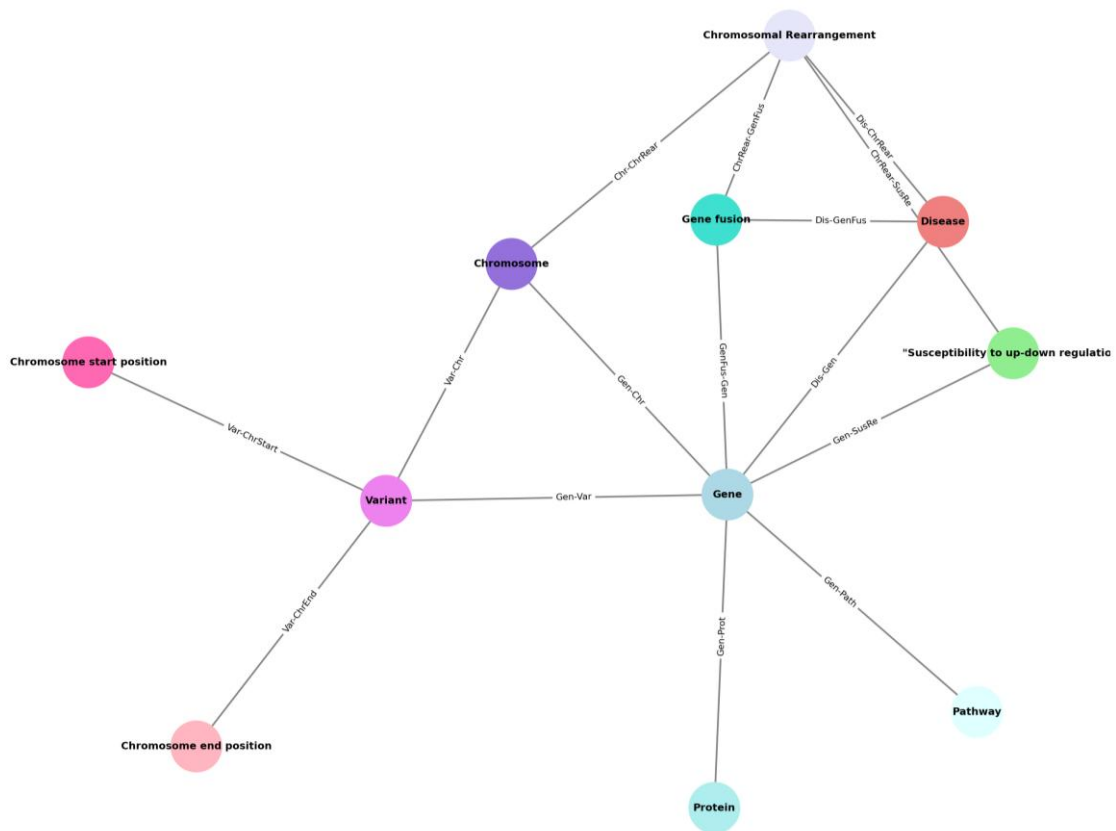 Chromosomal Rearrangement
Dis-ChrRear
ChrRear-GenFus
Chr-ChrRear
ChrRear-SusRe
Gene fusion
Dis-GenFus
Disease
Chromosome
"Susceptibility to up-down regulatio
Chromosome start position
Var-Chr
GenFus-Gen
Dis-Gen
Gen-Chr
Gen-SusRe
Var-ChrStart
Variant
Gen-Var
Gene
Var-ChrEnd
Gen-Path
Gen-Prot
Pathway
Chromosome end position
Protein